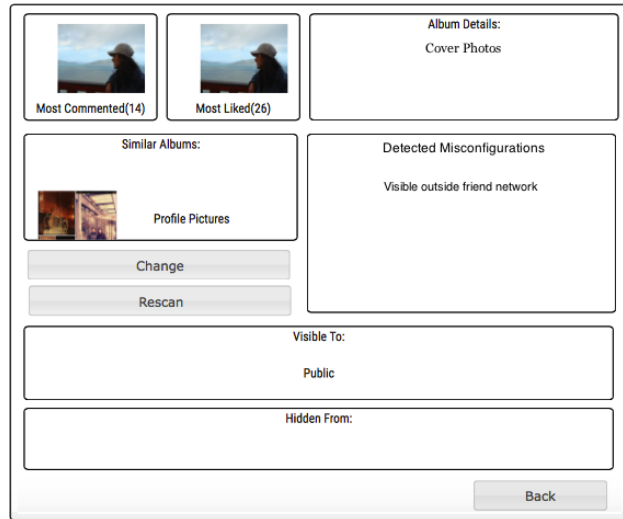 Most Commented(14)
Most Liked(26)
Album Details:
Cover Photos
Similar Albums:
Profile Pictures
Detected Misconfigurations
Visible outside friend network
Change
Rescan
Visible To:
Public
Hidden From:
Back